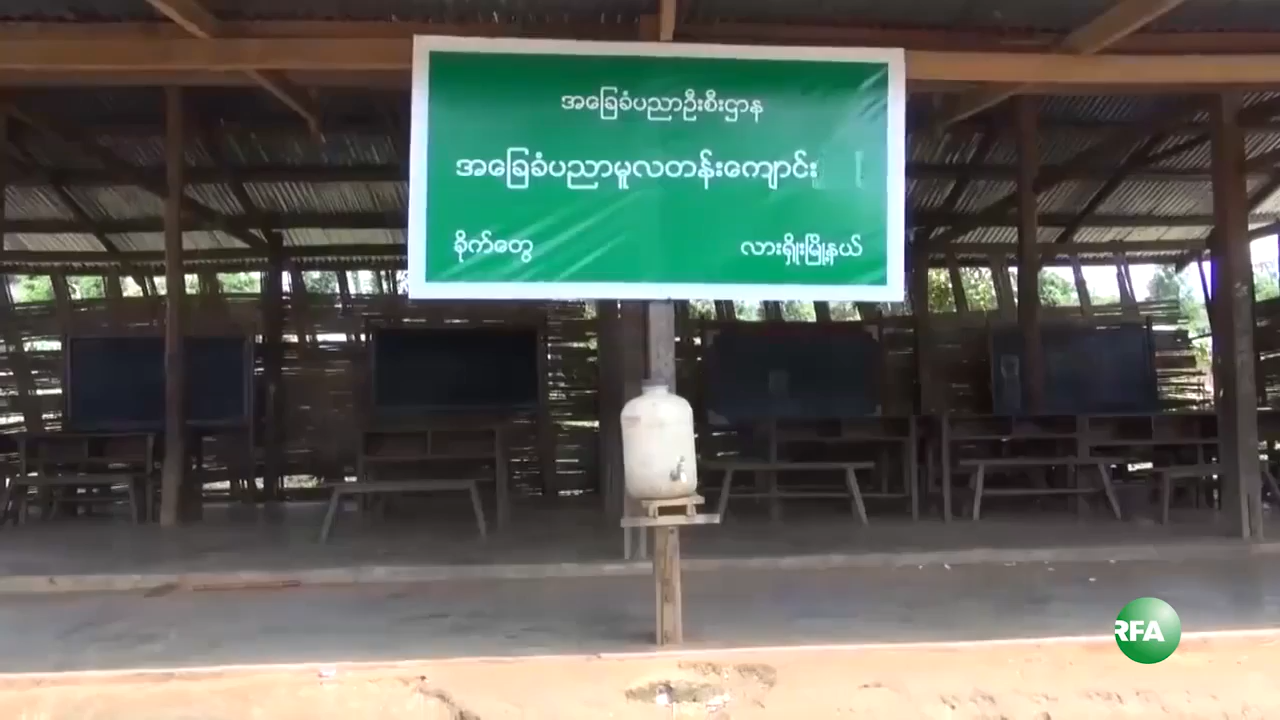 အခြေခံပညာဦးစီးဌာန
အခြေခံပညာမူလတန်းကျောင်း
ခိုက်တွေ လားရှိုးမြို့နယ်
RFA